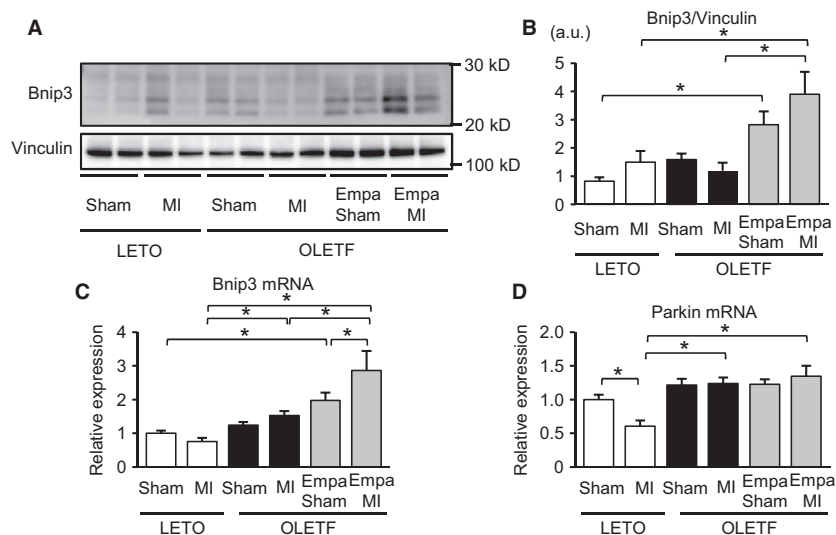 A
30 kD
Bnip3
20 kD
Vinculin
100 kD
Sham MI Sham MI Empa Sham Empa MI
LETO OLETF
B (a.u.) Bnip3/Vinculin
* * *
5
4
3
2
1
0
Sham MI Sham MI Empa Sham Empa MI
LETO OLETF
C Bnip3 mRNA
* * * * *
Relative expression
4
3
2
1
0
Sham MI Sham MI Empa Sham Empa MI
LETO OLETF
D Parkin mRNA
* * *
Relative expression
2.0
1.5
1.0
0.5
0
Sham MI Sham MI Empa Sham Empa MI
LETO OLETF